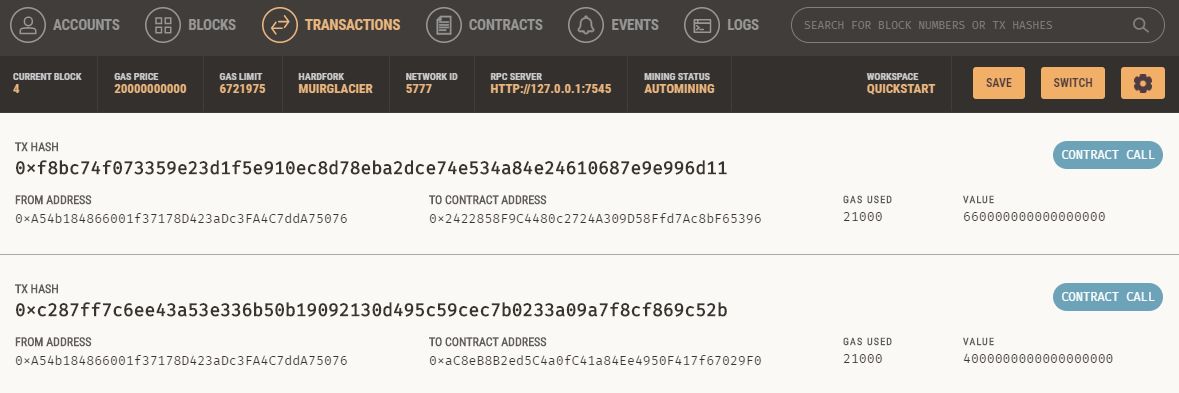 ACCOUNTS BLOCKS TRANSACTIONS CONTRACTS EVENTS LOGS SEARCH FOR BLOCK NUMBERS OR TX HASHES
CURRENT BLOCK GAS PRICE GAS LIMIT HARDFORK NETWORK ID RPC SERVER MINING STATUS WORKSPACE SAVE SWITCH
4 20000000000 6721975 MUIRGLACIER 5777 HTTP://127.0.0.1:7545 AUTOMINING QUICKSTART
TX HASH
0×f8bc74f073359e23d1f5e910ec8d78eba2dce74e534a84e24610687e9e996d11 CONTRACT CALL
FROM ADDRESS TO CONTRACT ADDRESS GAS USED VALUE
0×A54b184866001f37178D423aDc3FA4C7ddA75076 0×2422858F9C4480c2724A309D58Ffd7Ac8bF65396 21000 660000000000000000
TX HASH
0×c287ff7c6ee43a53e336b50b19092130d495c59cec7b0233a09a7f8cf869c52b CONTRACT CALL
FROM ADDRESS TO CONTRACT ADDRESS GAS USED VALUE
0×A54b184866001f37178D423aDc3FA4C7ddA75076 0×aC8eB8B2ed5C4a0fC41a84Ee4950F417f67029F0 21000 4000000000000000000